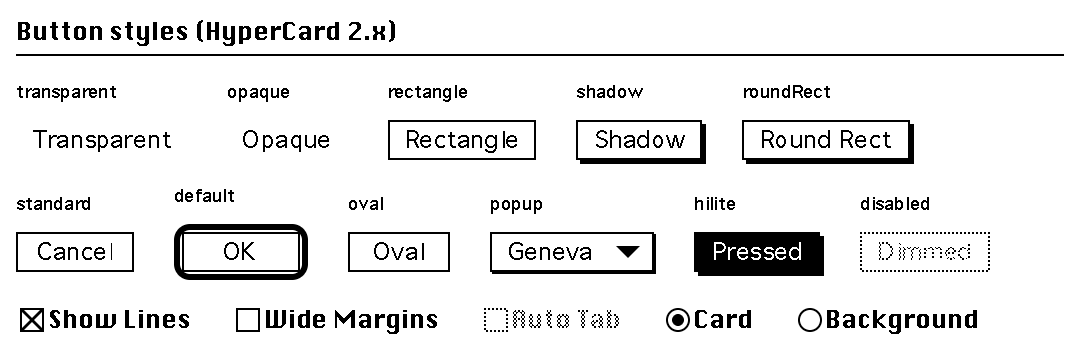 Button styles (HyperCard 2.x)
transparent opaque rectangle shadow roundRect
Transparent Opaque Rectangle Shadow Round Rect
standard default oval popup hilite disabled
Cancel OK Oval Geneva Pressed Dimmed
Show Lines Wide Margins Auto Tab Card Background